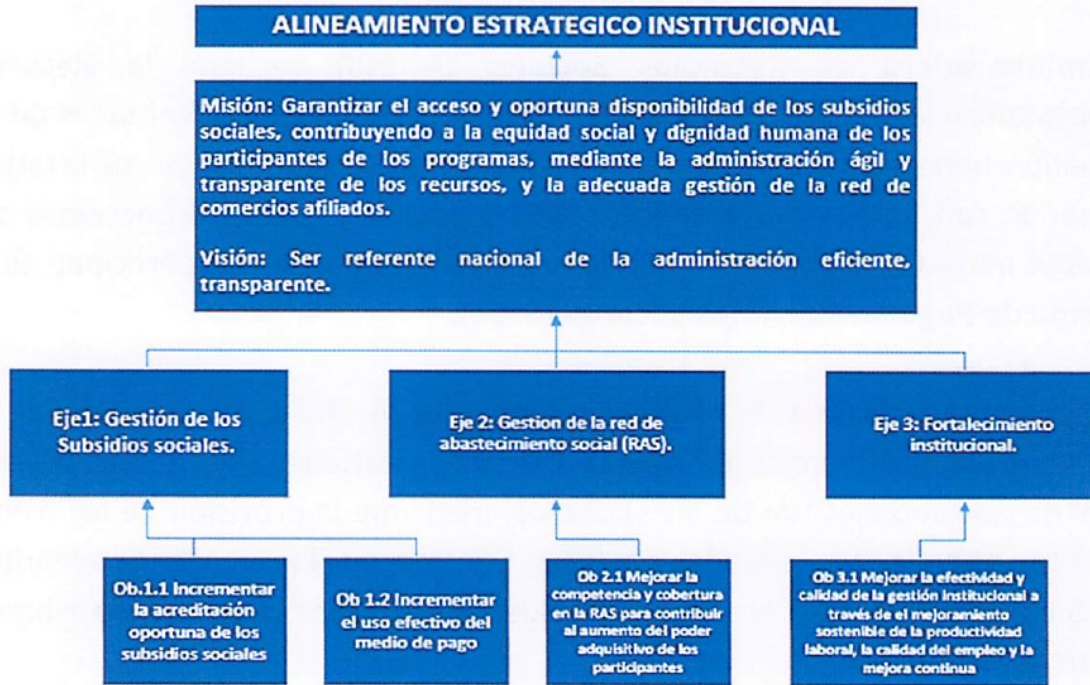 ALINEAMIENTO ESTRATEGICO INSTITUCIONAL
Misión: Garantizar el acceso y oportuna disponibilidad de los subsidios
sociales, contribuyendo a la equidad social y dignidad humana de los
participantes de los programas, mediante la administración ágil y
transparente de los recursos, y la adecuada gestión de la red de
comercios afiliados.
Visión: Ser referente nacional de la administración eficiente,
transparente.
Eje1: Gestión de los
Subsidios sociales.
Eje 2: Gestion de la red de
abastecimiento social (RAS).
Eje 3: Fortalecimiento
institucional.
Ob.1.1 Incrementar
la acreditación
oportuna de los
subsidios sociales
Ob 1.2 Incrementar
el uso efectivo del
medio de pago
Ob 2.1 Mejorar la
competencia y cobertura
en la RAS para contribuir
al aumento del poder
adquisitivo de los
participantes
Ob 3.1 Mejorar la efectividad y
calidad de la gestión institucional a
través de el mejoramiento
sostenible de la productividad
laboral, la calidad del empleo y la
mejora continua